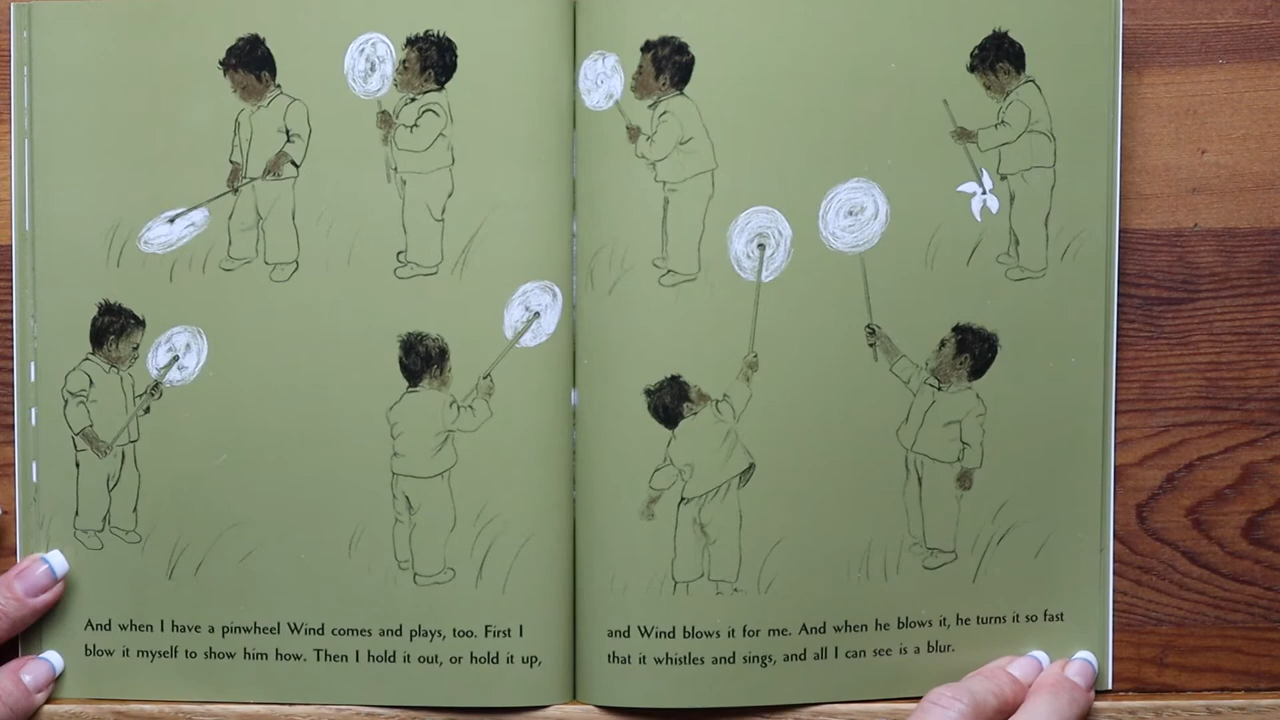 And when I have a pinwheel Wind comes and plays, too. First I
blow it myself to show him how. Then I hold it out, or hold it up,
and Wind blows it for me. And when he blows it, he turns it so fast
that it whistles and sings, and all I can see is a blur.